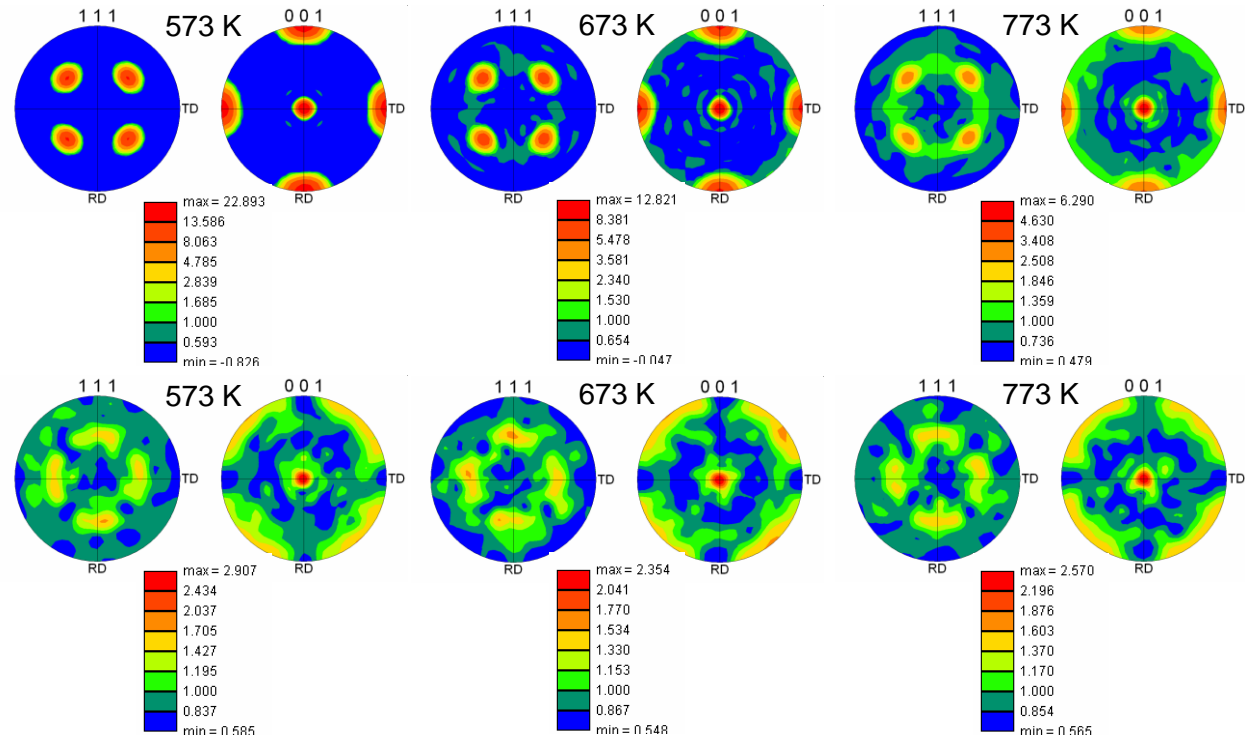 1 1 1 573 K 0 0 1
TD TD
RD RD
max = 22.893
13.586
8.063
4.785
2.839
1.685
1.000
0.593
min = -0.826
1 1 1 673 K 0 0 1
TD TD
RD RD
max = 12.821
8.381
5.478
3.581
2.340
1.530
1.000
0.654
min = -0.047
1 1 1 773 K 0 0 1
TD TD
RD RD
max = 6.290
4.630
3.408
2.508
1.846
1.359
1.000
0.736
min = 0.479
1 1 1 573 K 0 0 1
TD TD
RD RD
max = 2.907
2.434
2.037
1.705
1.427
1.195
1.000
0.837
min = 0.585
1 1 1 673 K 0 0 1
TD TD
RD RD
max = 2.354
2.041
1.770
1.534
1.330
1.153
1.000
0.867
min = 0.548
1 1 1 773 K 0 0 1
TD TD
RD RD
max = 2.570
2.196
1.876
1.603
1.370
1.170
1.000
0.854
min = 0.565